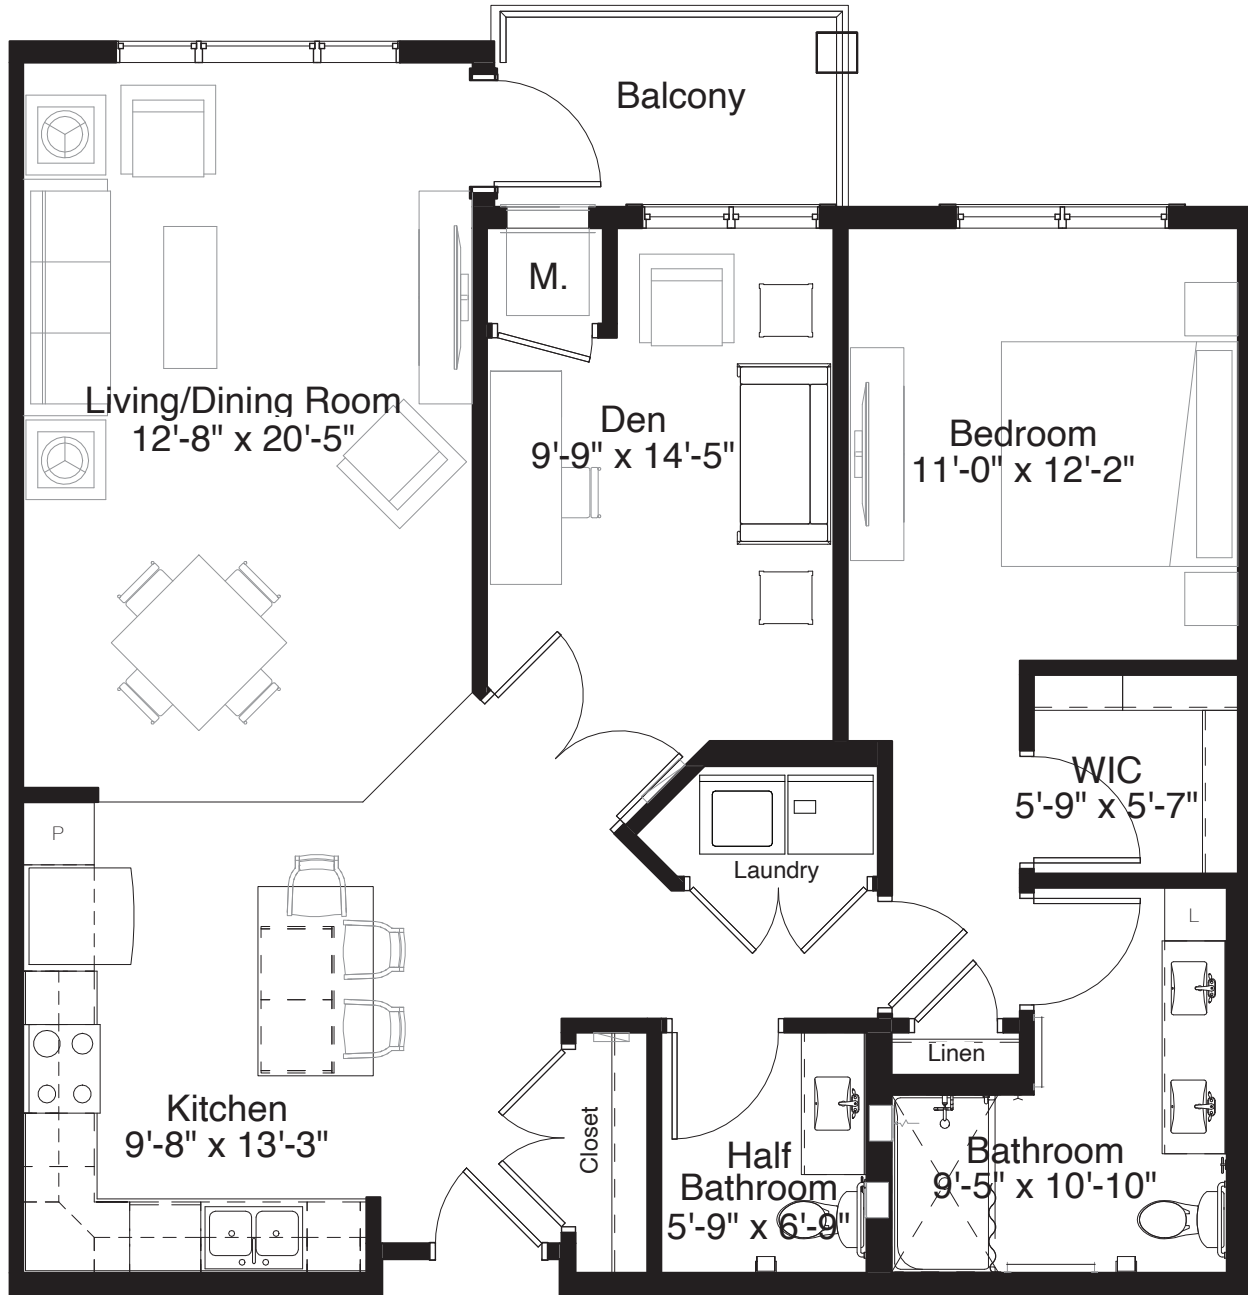 Balcony
M.
Living/Dining Room
12'-8" x 20'-5"
Den
9'-9" x 14'-5"
Bedroom
11'-0" x 12'-2"
WIC
5'-9" x 5'-7"
P
Laundry
L
Linen
Kitchen
9'-8" x 13'-3"
Closet
Half
Bathroom
5'-9" x 6'-9"
Bathroom
9'-5" x 10'-10"